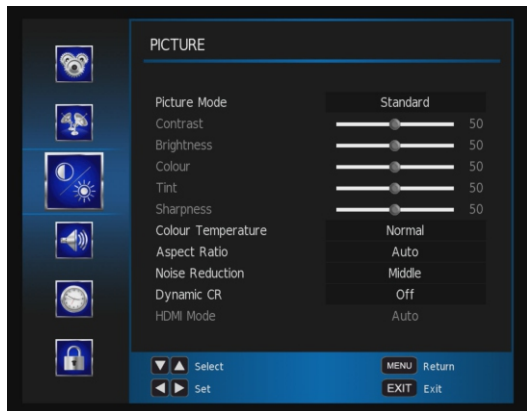 PICTURE
Picture Mode Standard
Contrast 50
Brightness 50
Colour 50
Tint 50
Sharpness 50
Colour Temperature Normal
Aspect Ratio Auto
Noise Reduction Middle
Dynamic CR Off
HDMI Mode Auto
Select MENU Return
Set EXIT Exit